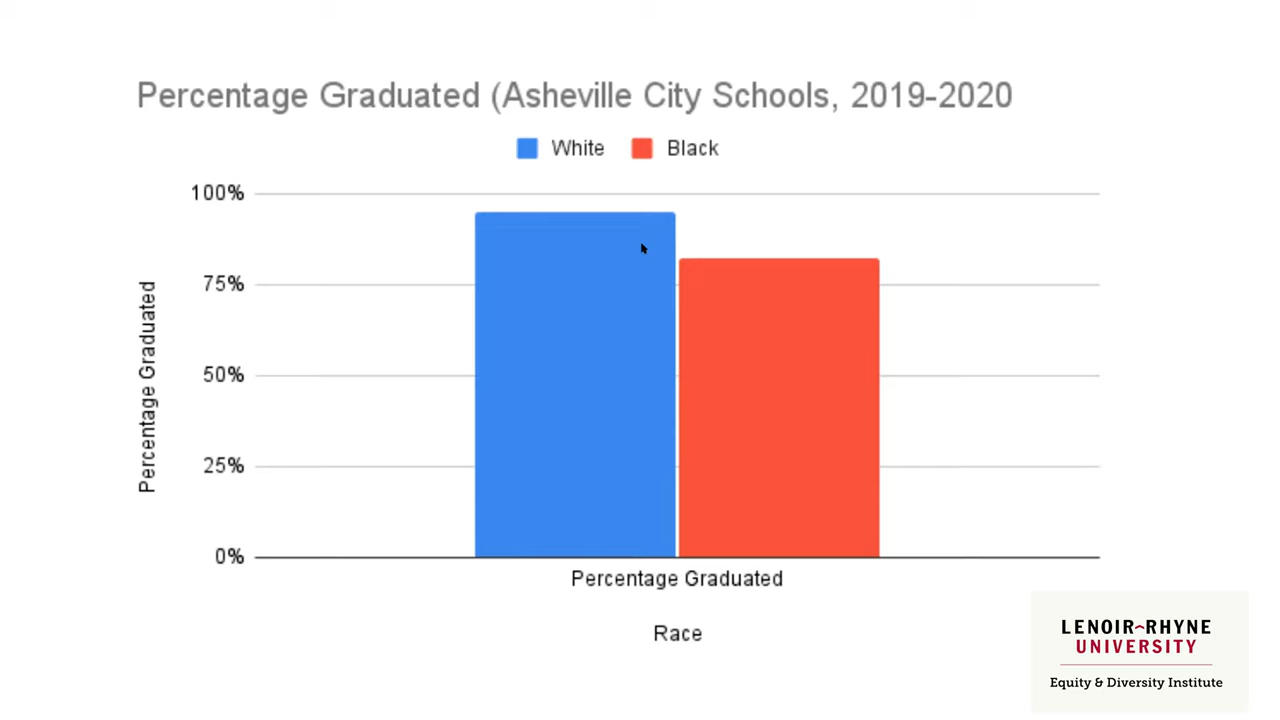 Percentage Graduated (Asheville City Schools, 2019-2020
White Black
100%
75%
50%
25%
0%
Percentage Graduated
Percentage Graduated
Race
LENOIR-RHYNE
UNIVERSITY
Equity & Diversity Institute